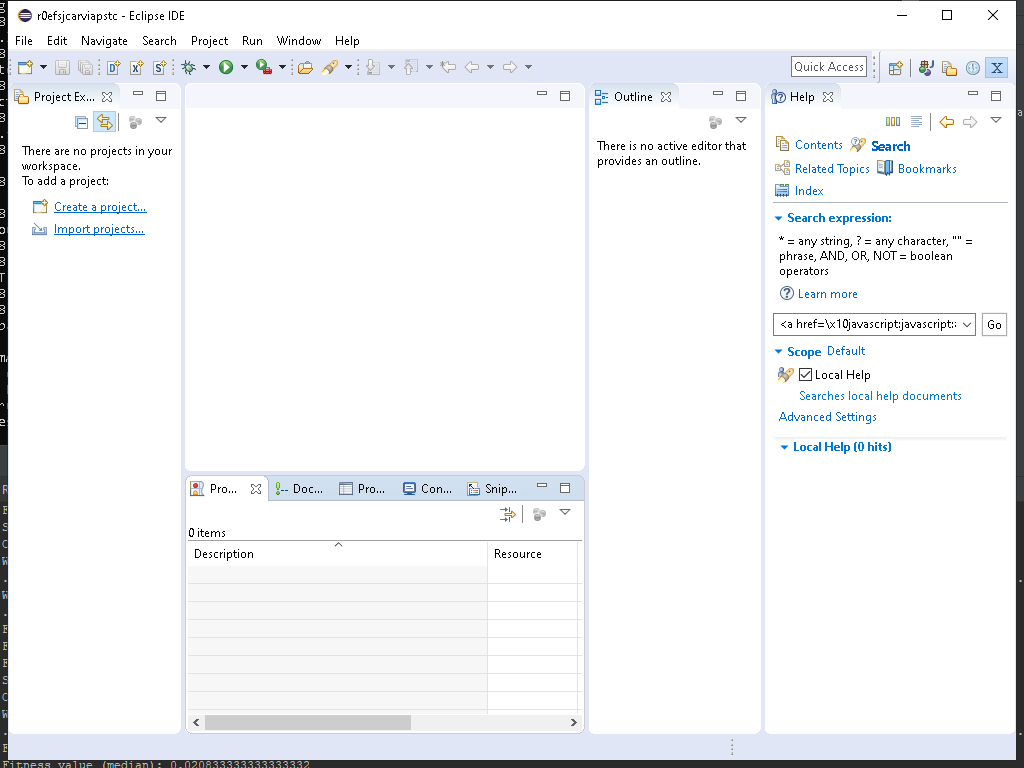 r0efsjcarviapstc - Eclipse IDE
File Edit Navigate Search Project Run Window Help
Quick Access
Project Ex...
Outline
Help
There are no projects in your
workspace.
To add a project:
Create a project...
Import projects...
There is no active editor that
provides an outline.
Contents Search
Related Topics Bookmarks
Index
Search expression:
* = any string, ? = any character, "" =
phrase, AND, OR, NOT = boolean
operators
Learn more
<a href=\x10javascript:javascript:
Go
Scope Default
Local Help
Searches local help documents
Advanced Settings
Local Help (0 hits)
Pro... Doc... Pro... Con... Snip...
0 items
Description Resource
Fitness value (median): 0.020833333333333332